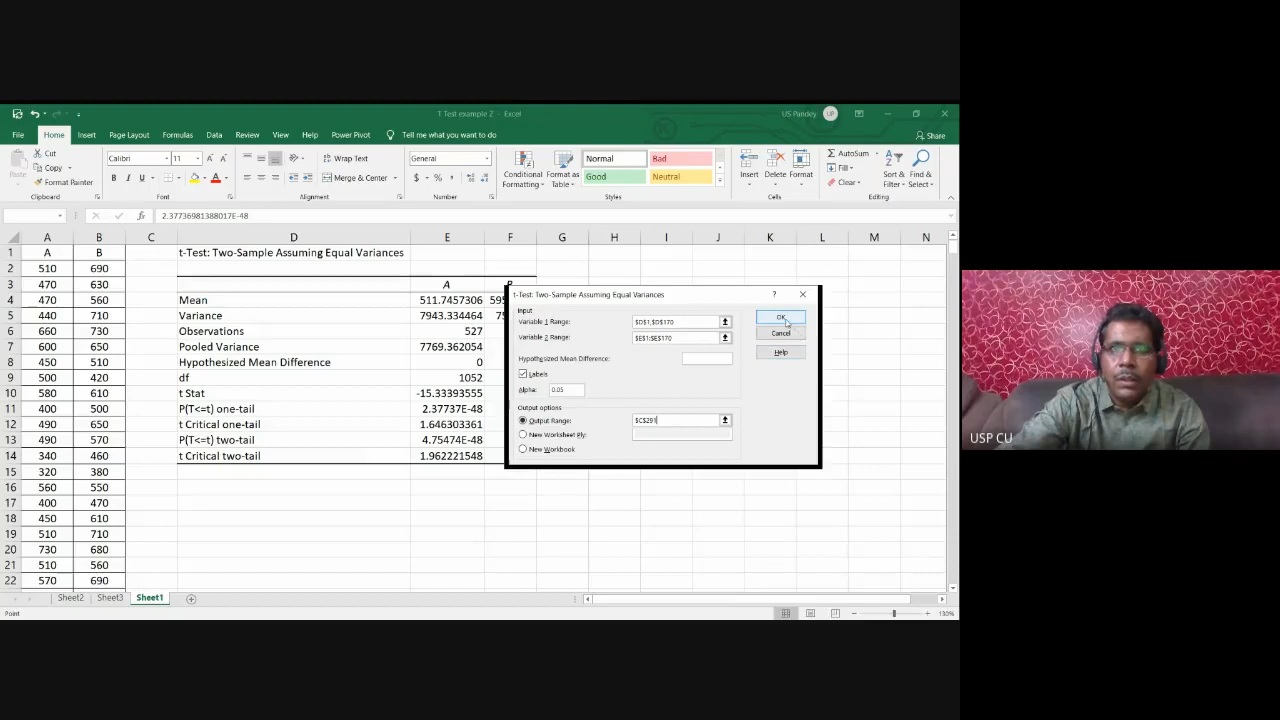 T Test example 2 - Excel
US Pandey UP
File Home Insert Page Layout Formulas Data Review View Help Power Pivot Tell me what you want to do Share
Paste Cut Copy Format Painter
Clipboard
Calibri 11
B I U A
Font
Wrap Text
Merge & Center
Alignment
General
$ % ,
Number
Conditional Formatting Format as Table
Normal Bad
Good Neutral
Styles
Insert Delete Format
Cells
AutoSum
Fill
Clear
Sort & Filter Find & Select
Editing
fx 2.37736981388017E-48
A B C D E F G H I J K L M N
1 A B t-Test: Two-Sample Assuming Equal Variances
2 510 690
3 470 630 A
4 470 560 Mean 511.7457306
5 440 710 Variance 7943.334464
6 660 730 Observations 527
7 600 650 Pooled Variance 7769.362054
8 510 450 Hypothesized Mean Difference 0
9 500 420 df 1052
10 580 610 t Stat -15.33393555
11 400 500 P(T<=t) one-tail 2.37737E-48
12 490 650 t Critical one-tail 1.646303361
13 490 570 P(T<=t) two-tail 4.75474E-48
14 340 460 t Critical two-tail 1.962221548
15 320 380
16 560 550
17 400 470
18 450 610
19 510 710
20 730 680
21 510 560
22 570 690
t-Test: Two-Sample Assuming Equal Variances ?
Input
Variable 1 Range: $D$1:$D$170
Variable 2 Range: $E$1:$E$170
Hypothesized Mean Difference:
Labels
Alpha: 0.05
Output options
Output Range: $C$291
New Worksheet Ply:
New Workbook
OK
Cancel
Help
Sheet2 Sheet3 Sheet1
Point
130%
USP CU